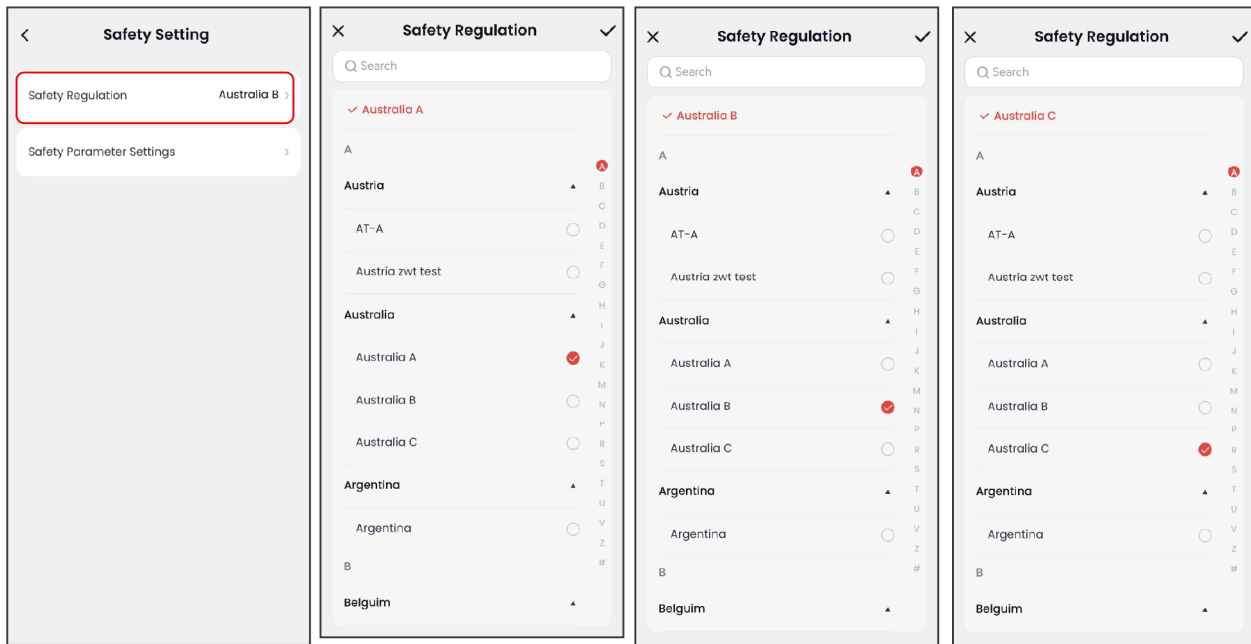 Safety Setting
Safety Regulation Australia B
Safety Parameter Settings
Safety Regulation
Search
Australia A
A
Austria
AT-A
Austria zwt test
Australia
Australia A
Australia B
Australia C
Argentina
Argentina
B
Belguim
A
B
C
D
E
F
G
H
I
J
K
M
N
P
R
S
T
U
V
Z
#
Safety Regulation
Search
Australia B
A
Austria
AT-A
Austria zwt test
Australia
Australia A
Australia B
Australia C
Argentina
Argentina
B
Belguim
A
B
C
D
E
F
G
H
I
J
K
M
N
P
R
S
T
U
V
Z
#
Safety Regulation
Search
Australia C
A
Austria
AT-A
Austria zwt test
Australia
Australia A
Australia B
Australia C
Argentina
Argentina
B
Belguim
A
B
C
D
E
F
G
H
I
J
K
M
N
P
R
S
T
U
V
Z
#